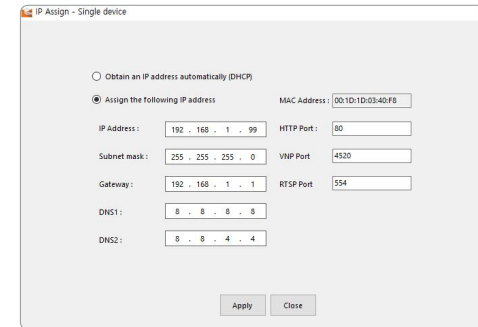 IP Assign - Single device
Obtain an IP address automatically (DHCP)
Assign the following IP address
MAC Address : 00:1D:1D:03:40:F8
IP Address : 192 . 168 . 1 . 99
HTTP Port : 80
Subnet mask : 255 . 255 . 255 . 0
VNP Port 4520
Gateway : 192 . 168 . 1 . 1
RTSP Port 554
DNS1 : 8 . 8 . 8 . 8
DNS2 : 8 . 8 . 4 . 4
Apply
Close